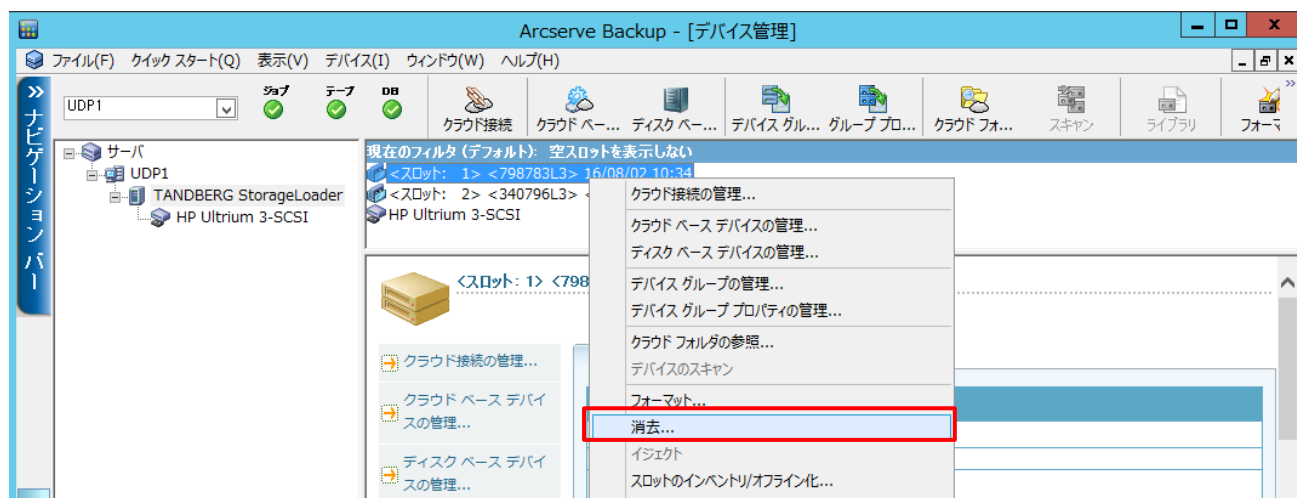 Arcserve Backup - [デバイス管理]
ファイル(F) クイック スタート(Q) 表示(V) デバイス(I) ウィンドウ(W) ヘルプ(H)
ナビゲーション バー
UDP1
ジョブ テープ DB
クラウド接続 クラウド ベー... ディスク ベー... デバイス グル... グループ プロ... クラウド フォ... スキャン ライブラリ フォーマ
サーバ
UDP1
TANDBERG StorageLoader
HP Ultrium 3-SCSI
現在のフィルタ (デフォルト): 空スロットを表示しない
<スロット: 1> <798783L3> 16/08/02 10:34
<スロット: 2> <340796L3> <
HP Ultrium 3-SCSI
<スロット: 1> <798
クラウド接続の管理...
クラウド ベース デバイ
スの管理...
ディスク ベース デバイ
スの管理...
クラウド接続の管理...
クラウド ベース デバイスの管理...
ディスク ベース デバイスの管理...
デバイス グループの管理...
デバイス グループ プロパティの管理...
クラウド フォルダの参照...
デバイスのスキャン
フォーマット...
消去...
イジェクト
スロットのインベントリ/オフライン化...